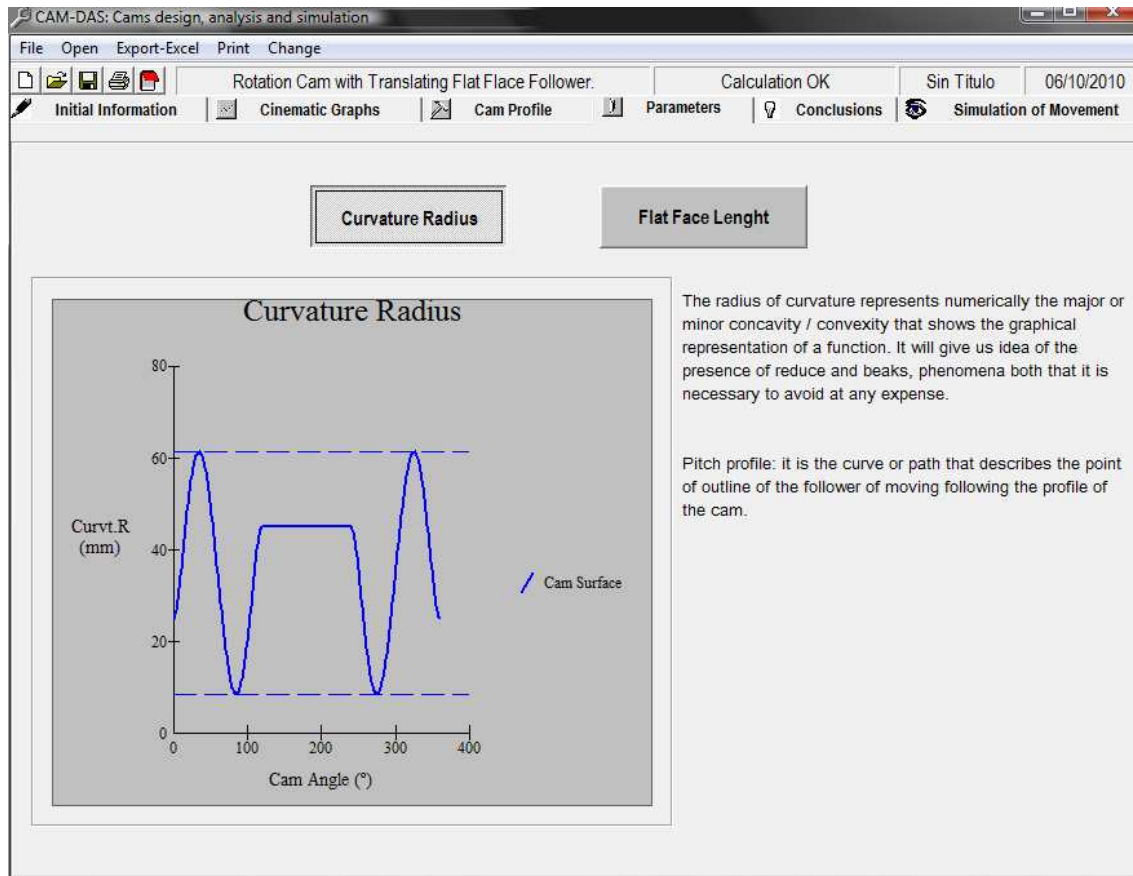 CAM-DAS: Cams design, analysis and simulation
File Open Export-Excel Print Change
Rotation Cam with Translating Flat Flace Follower. Calculation OK Sin Título 06/10/2010
Initial Information Cinematic Graphs Cam Profile Parameters Conclusions Simulation of Movement
Curvature Radius Flat Face Lenght
Curvature Radius
80
60
Curvt.R
(mm)
40
20
0
0 100 200 300 400
Cam Angle (º)
Cam Surface
The radius of curvature represents numerically the major or
minor concavity / convexity that shows the graphical
representation of a function. It will give us idea of the
presence of reduce and beaks, phenomena both that it is
necessary to avoid at any expense.
Pitch profile: it is the curve or path that describes the point
of outline of the follower of moving following the profile of
the cam.